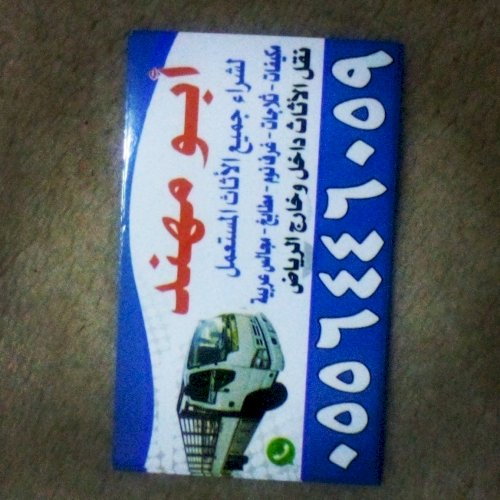 أبو مهند
لشراء جميع الأثاث المستعمل
مكيفات - ثلاجات - غرف نوم - مطابخ - مجالس عربية
نقل الأثاث داخل وخارج الرياض
٠٥٥٦٤٤٦٠٥٩